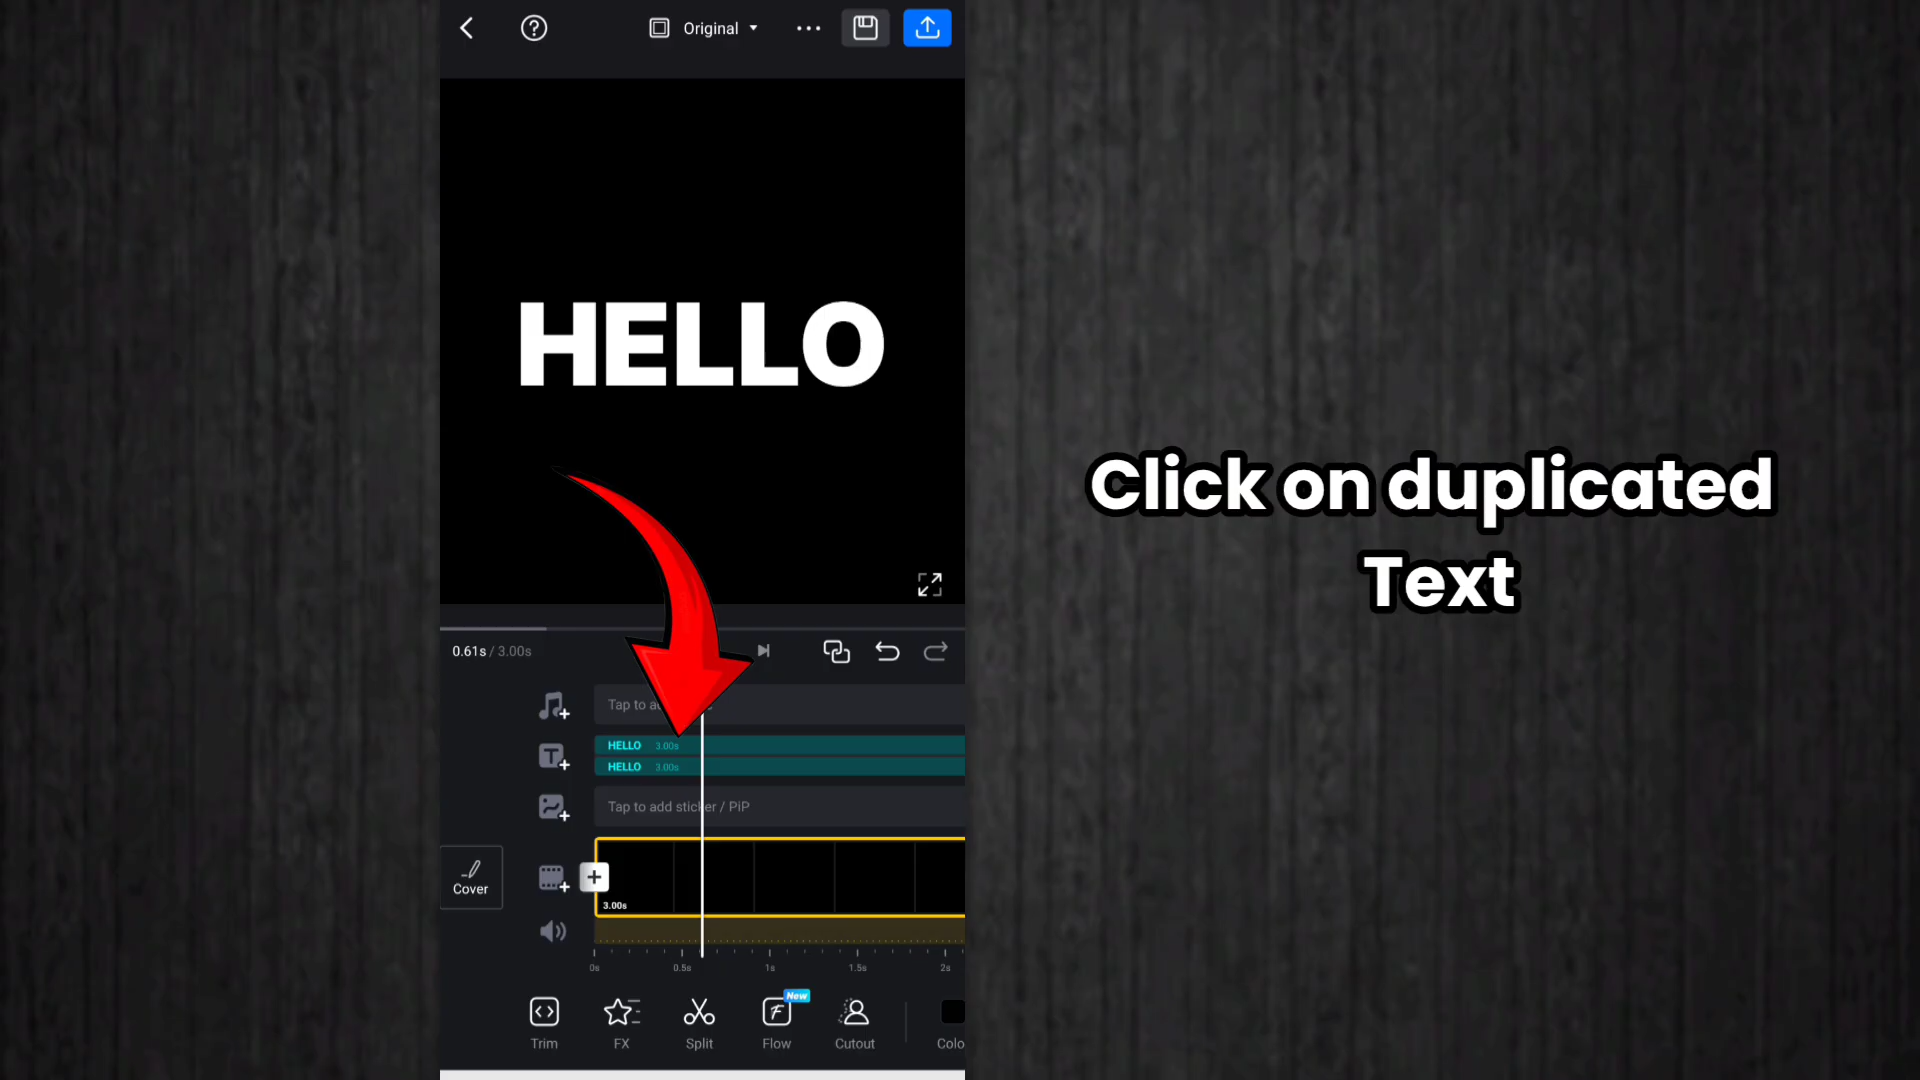 Original
HELLO
Click on duplicated
Text
0.61s / 3.00s
Tap to a
HELLO 3.00s
HELLO 3.00s
Tap to add sticker / PiP
Cover
3.00s
0s 0.5s 1s 1.5s 2s
New
Trim FX Split Flow Cutout Colo